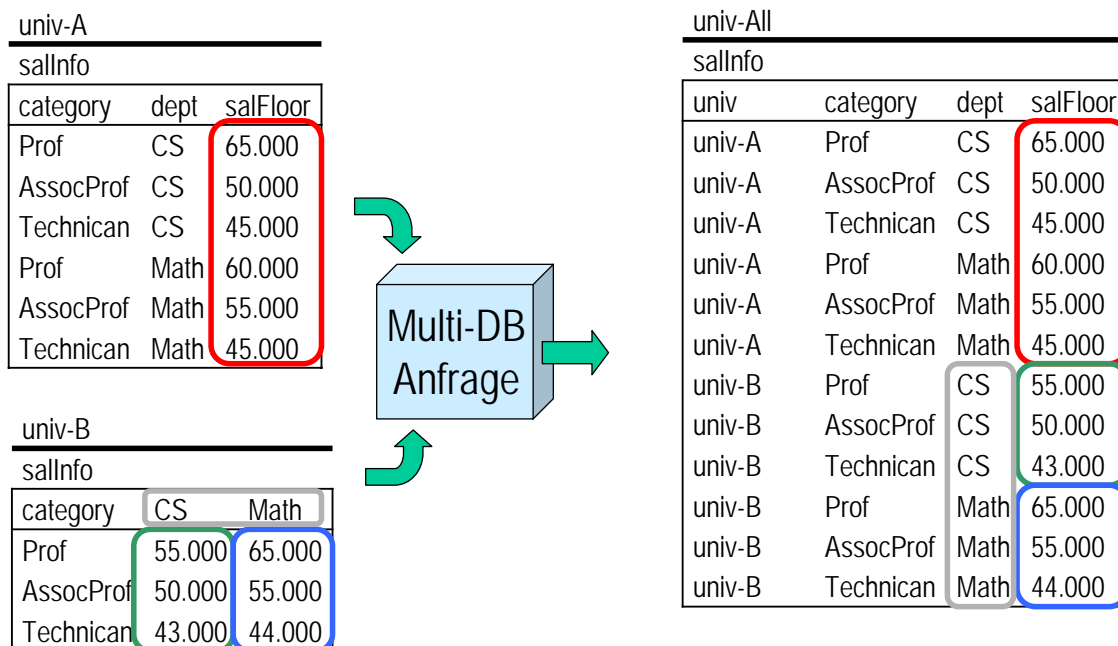 univ-A
salInfo
category dept salFloor
Prof CS 65.000
AssocProf CS 50.000
Technican CS 45.000
Prof Math 60.000
AssocProf Math 55.000
Technican Math 45.000
univ-B
salInfo
category CS Math
Prof 55.000 65.000
AssocProf 50.000 55.000
Technican 43.000 44.000
Multi-DB
Anfrage
univ-All
salInfo
univ category dept salFloor
univ-A Prof CS 65.000
univ-A AssocProf CS 50.000
univ-A Technican CS 45.000
univ-A Prof Math 60.000
univ-A AssocProf Math 55.000
univ-A Technican Math 45.000
univ-B Prof CS 55.000
univ-B AssocProf CS 50.000
univ-B Technican CS 43.000
univ-B Prof Math 65.000
univ-B AssocProf Math 55.000
univ-B Technican Math 44.000